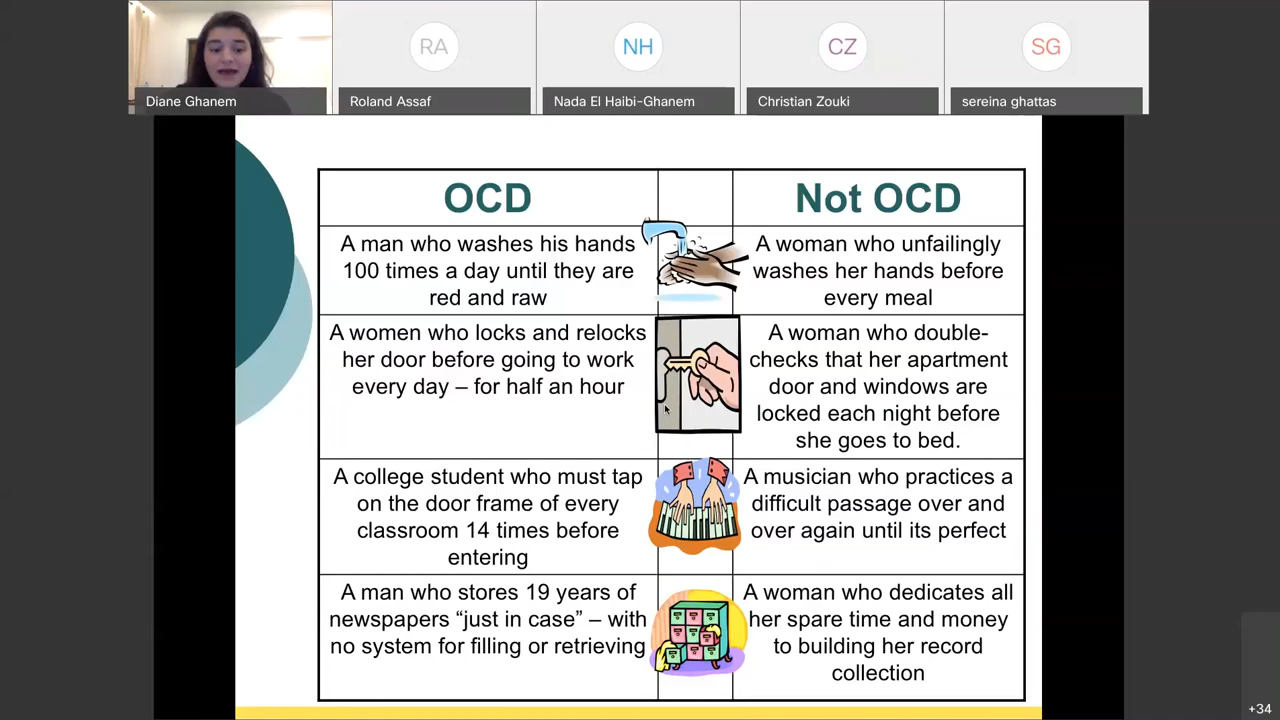 RA
NH
CZ
SG
Diane Ghanem
Roland Assaf
Nada El Haibi-Ghanem
Christian Zouki
sereina ghattas
OCD
Not OCD
A man who washes his hands
100 times a day until they are
red and raw
A woman who unfailingly
washes her hands before
every meal
A women who locks and relocks
her door before going to work
every day – for half an hour
A woman who double-
checks that her apartment
door and windows are
locked each night before
she goes to bed.
A college student who must tap
on the door frame of every
classroom 14 times before
entering
A musician who practices a
difficult passage over and
over again until its perfect
A man who stores 19 years of
newspapers “just in case” – with
no system for filling or retrieving
A woman who dedicates all
her spare time and money
to building her record
collection
+34